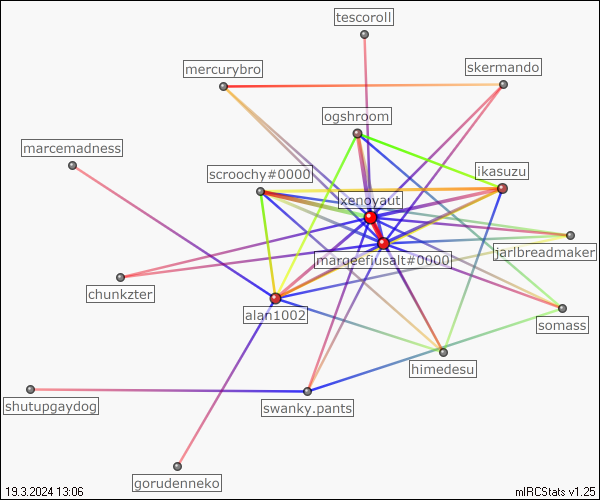 tescoroll
mercurybro
skermando
ogshroom
marcemadness
scroochy#0000
ikasuzu
xenoyaut
marqeefiusalt#0000
jarlbreadmaker
chunkzter
alan1002
somass
himedesu
shutupgaydog
swanky.pants
gorudenneko
19.3.2024 13:06
mIRCStats v1.25